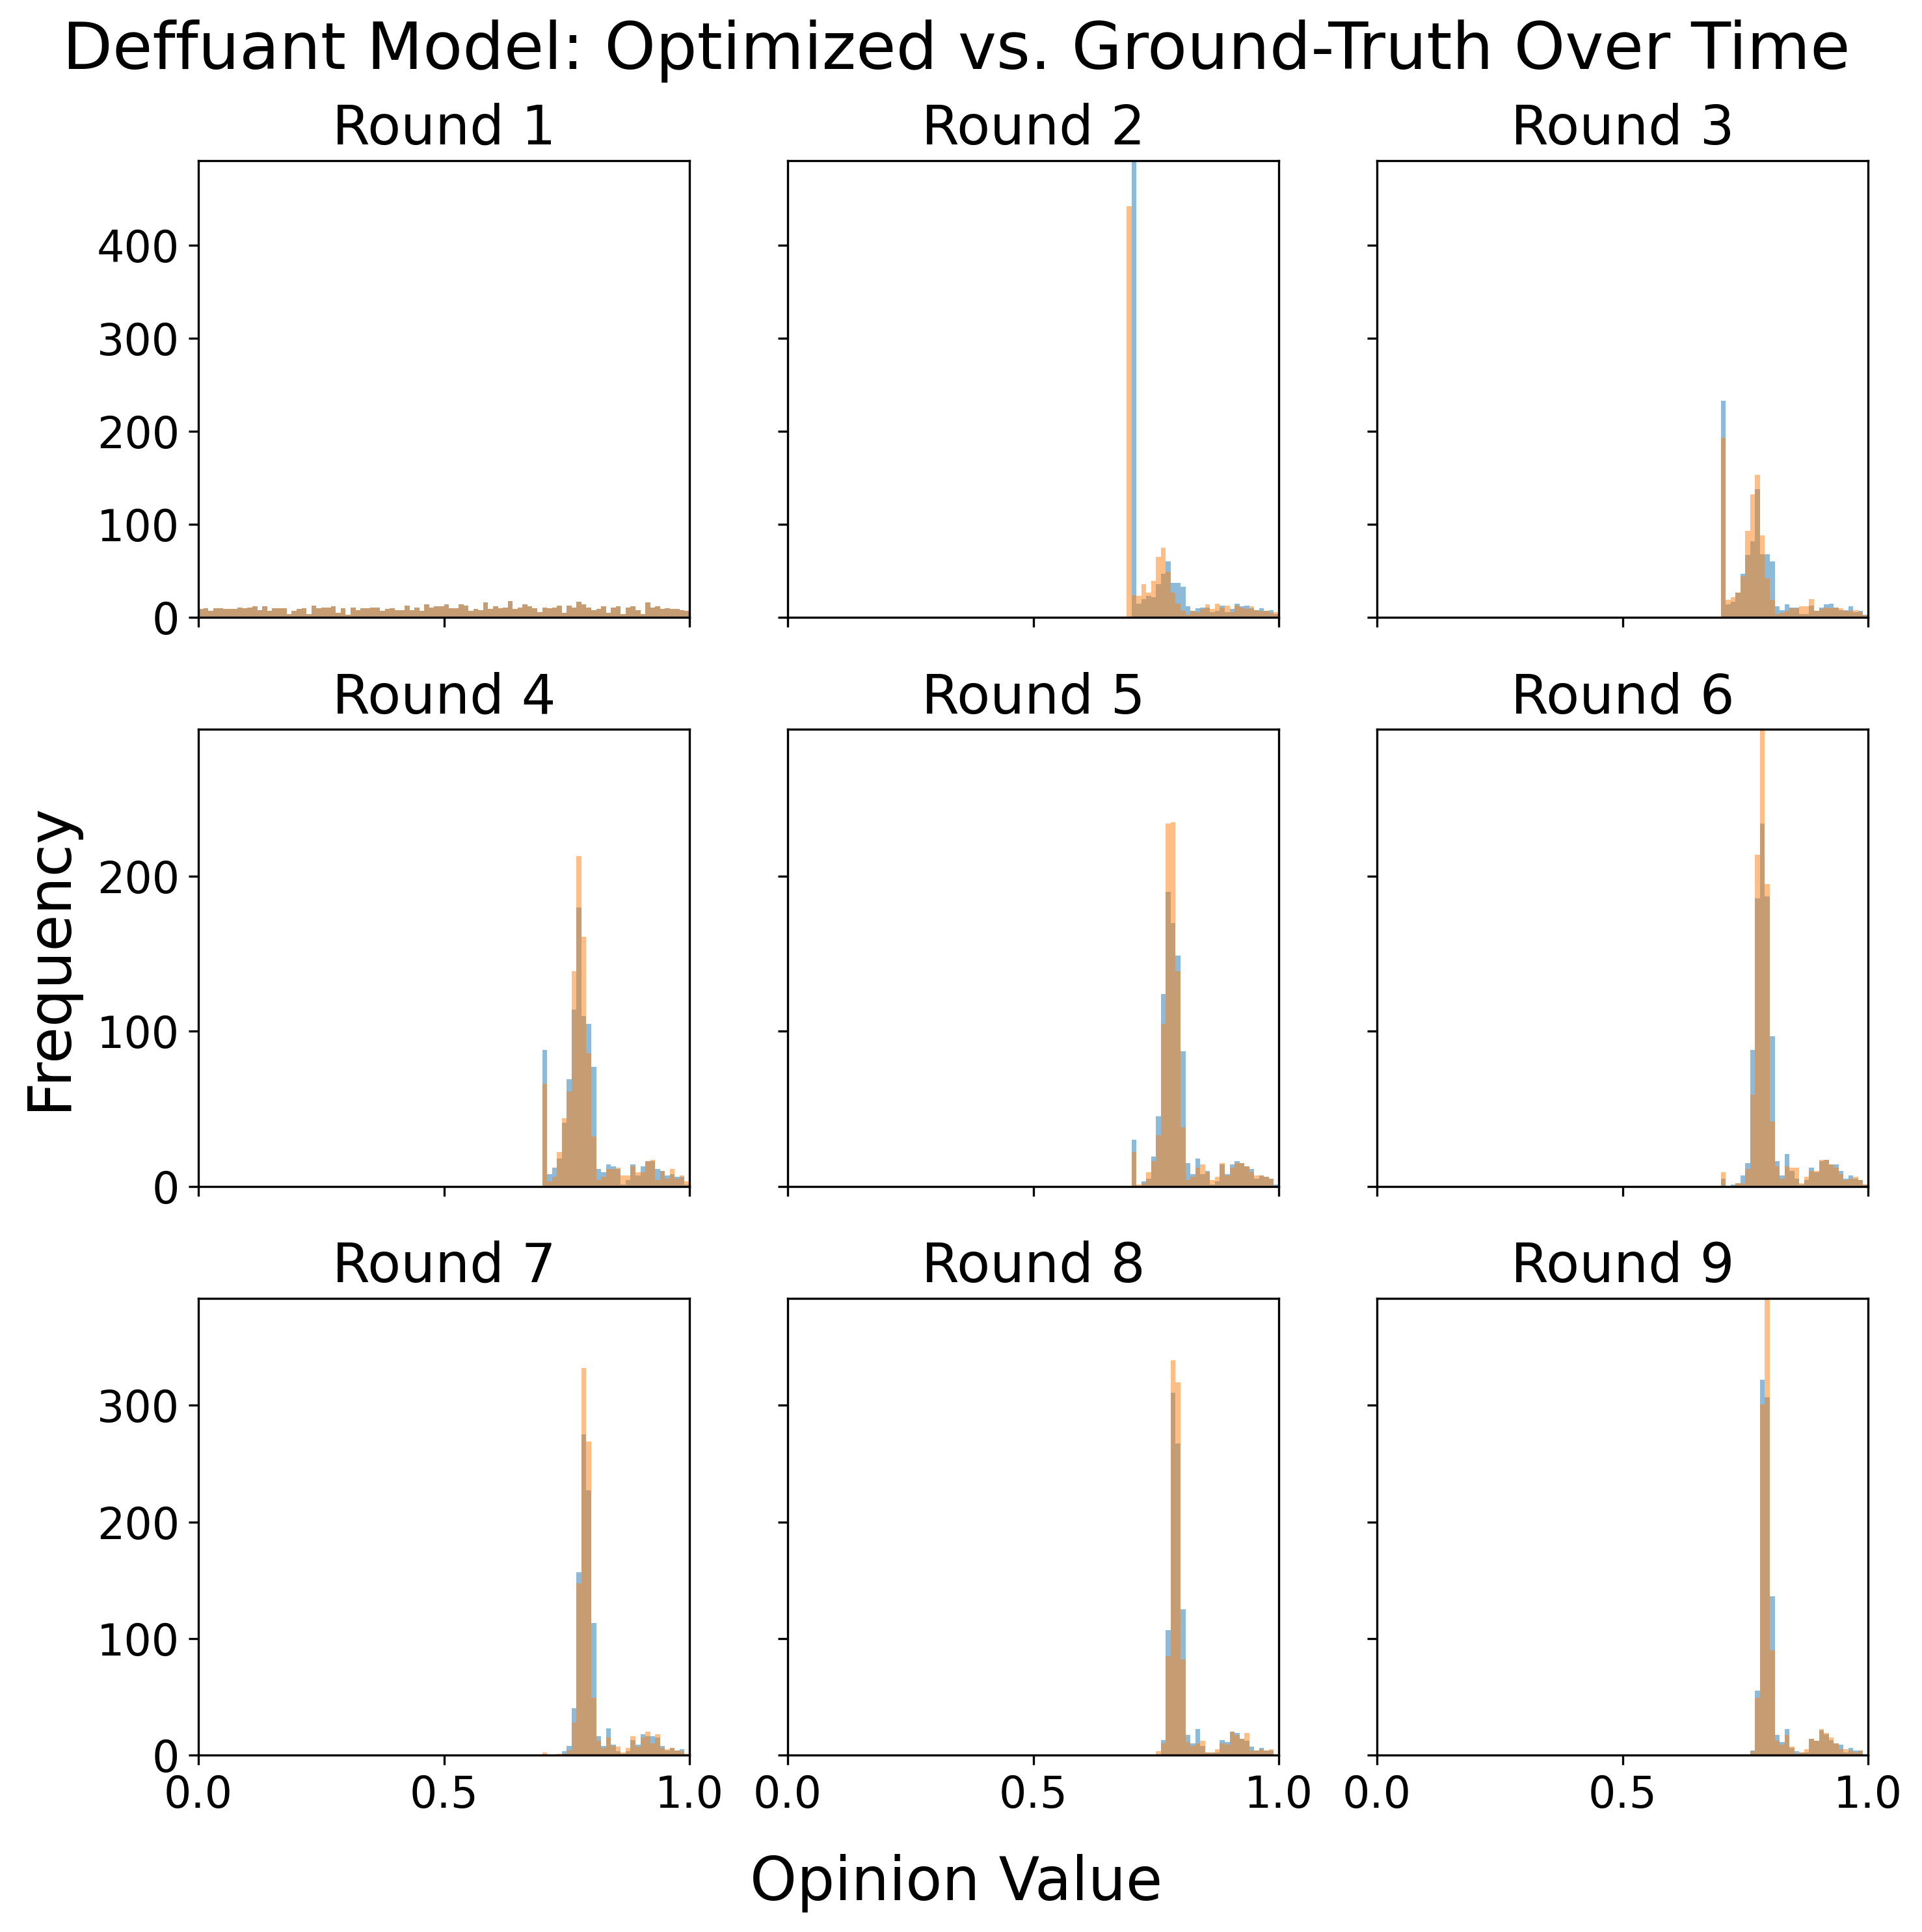 Deffuant Model: Optimized vs. Ground-Truth Over Time
Round 1
Round 2
Round 3
400
300
200
100
0
Round 4
Round 5
Round 6
200
100
0
Frequency
Round 7
Round 8
Round 9
300
200
100
0
0.0 0.5 1.0 0.0 0.5 1.0 0.0 0.5 1.0
Opinion Value